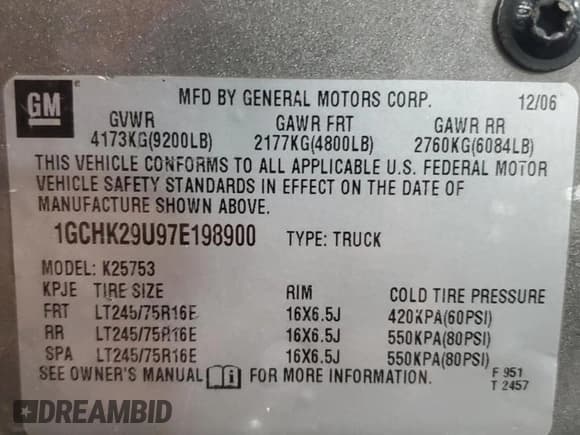 GM
MFD BY GENERAL MOTORS CORP. 12/06
GVWR GAWR FRT GAWR RR
4173KG(9200LB) 2177KG(4800LB) 2760KG(6084LB)
THIS VEHICLE CONFORMS TO ALL APPLICABLE U.S. FEDERAL MOTOR
VEHICLE SAFETY STANDARDS IN EFFECT ON THE DATE OF
MANUFACTURE SHOWN ABOVE.
1GCHK29U97E198900 TYPE: TRUCK
MODEL: K25753
KPJE TIRE SIZE RIM COLD TIRE PRESSURE
FRT LT245/75R16E 16X6.5J 420KPA(60PSI)
RR LT245/75R16E 16X6.5J 550KPA(80PSI)
SPA LT245/75R16E 16X6.5J 550KPA(80PSI)
SEE OWNER'S MANUAL i FOR MORE INFORMATION. F 951
T 2457
DREAMBID